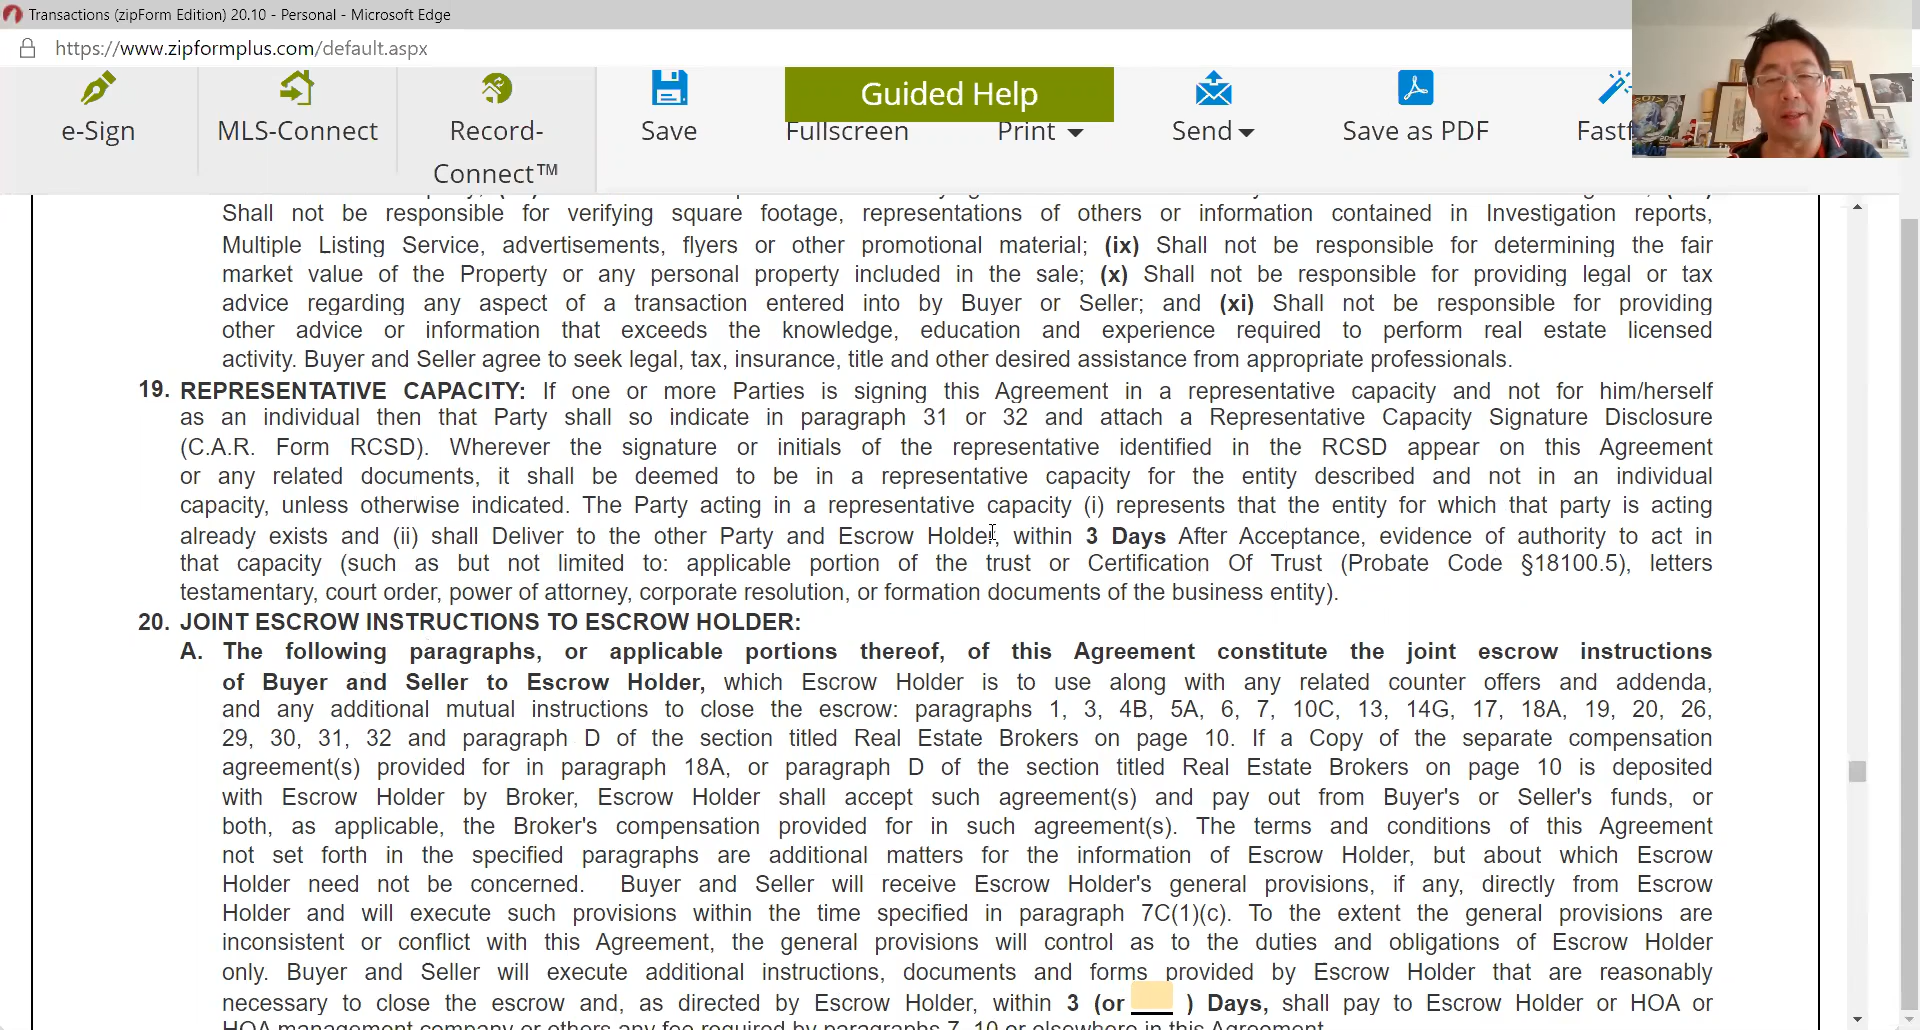 Transactions (zipForm Edition) 20.10 - Personal - Microsoft Edge
https://www.zipformplus.com/default.aspx
e-Sign
MLS-Connect
Record-
Connect™
Save
Guided Help
Fullscreen
Print
Send
Save as PDF
Fastf
Shall not be responsible for verifying square footage, representations of others or information contained in Investigation reports,
Multiple Listing Service, advertisements, flyers or other promotional material; (ix) Shall not be responsible for determining the fair
market value of the Property or any personal property included in the sale; (x) Shall not be responsible for providing legal or tax
advice regarding any aspect of a transaction entered into by Buyer or Seller; and (xi) Shall not be responsible for providing
other advice or information that exceeds the knowledge, education and experience required to perform real estate licensed
activity. Buyer and Seller agree to seek legal, tax, insurance, title and other desired assistance from appropriate professionals.
19. REPRESENTATIVE CAPACITY: If one or more Parties is signing this Agreement in a representative capacity and not for him/herself
as an individual then that Party shall so indicate in paragraph 31 or 32 and attach a Representative Capacity Signature Disclosure
(C.A.R. Form RCSD). Wherever the signature or initials of the representative identified in the RCSD appear on this Agreement
or any related documents, it shall be deemed to be in a representative capacity for the entity described and not in an individual
capacity, unless otherwise indicated. The Party acting in a representative capacity (i) represents that the entity for which that party is acting
already exists and (ii) shall Deliver to the other Party and Escrow Holder, within 3 Days After Acceptance, evidence of authority to act in
that capacity (such as but not limited to: applicable portion of the trust or Certification Of Trust (Probate Code §18100.5), letters
testamentary, court order, power of attorney, corporate resolution, or formation documents of the business entity).
20. JOINT ESCROW INSTRUCTIONS TO ESCROW HOLDER:
A. The following paragraphs, or applicable portions thereof, of this Agreement constitute the joint escrow instructions
of Buyer and Seller to Escrow Holder, which Escrow Holder is to use along with any related counter offers and addenda,
and any additional mutual instructions to close the escrow: paragraphs 1, 3, 4B, 5A, 6, 7, 10C, 13, 14G, 17, 18A, 19, 20, 26,
29, 30, 31, 32 and paragraph D of the section titled Real Estate Brokers on page 10. If a Copy of the separate compensation
agreement(s) provided for in paragraph 18A, or paragraph D of the section titled Real Estate Brokers on page 10 is deposited
with Escrow Holder by Broker, Escrow Holder shall accept such agreement(s) and pay out from Buyer's or Seller's funds, or
both, as applicable, the Broker's compensation provided for in such agreement(s). The terms and conditions of this Agreement
not set forth in the specified paragraphs are additional matters for the information of Escrow Holder, but about which Escrow
Holder need not be concerned. Buyer and Seller will receive Escrow Holder's general provisions, if any, directly from Escrow
Holder and will execute such provisions within the time specified in paragraph 7C(1)(c). To the extent the general provisions are
inconsistent or conflict with this Agreement, the general provisions will control as to the duties and obligations of Escrow Holder
only. Buyer and Seller will execute additional instructions, documents and forms provided by Escrow Holder that are reasonably
necessary to close the escrow and, as directed by Escrow Holder, within 3 (or ) Days, shall pay to Escrow Holder or HOA or
HOA management company or others any fee required by paragraphs 7, 10 or elsewhere in this Agreement.